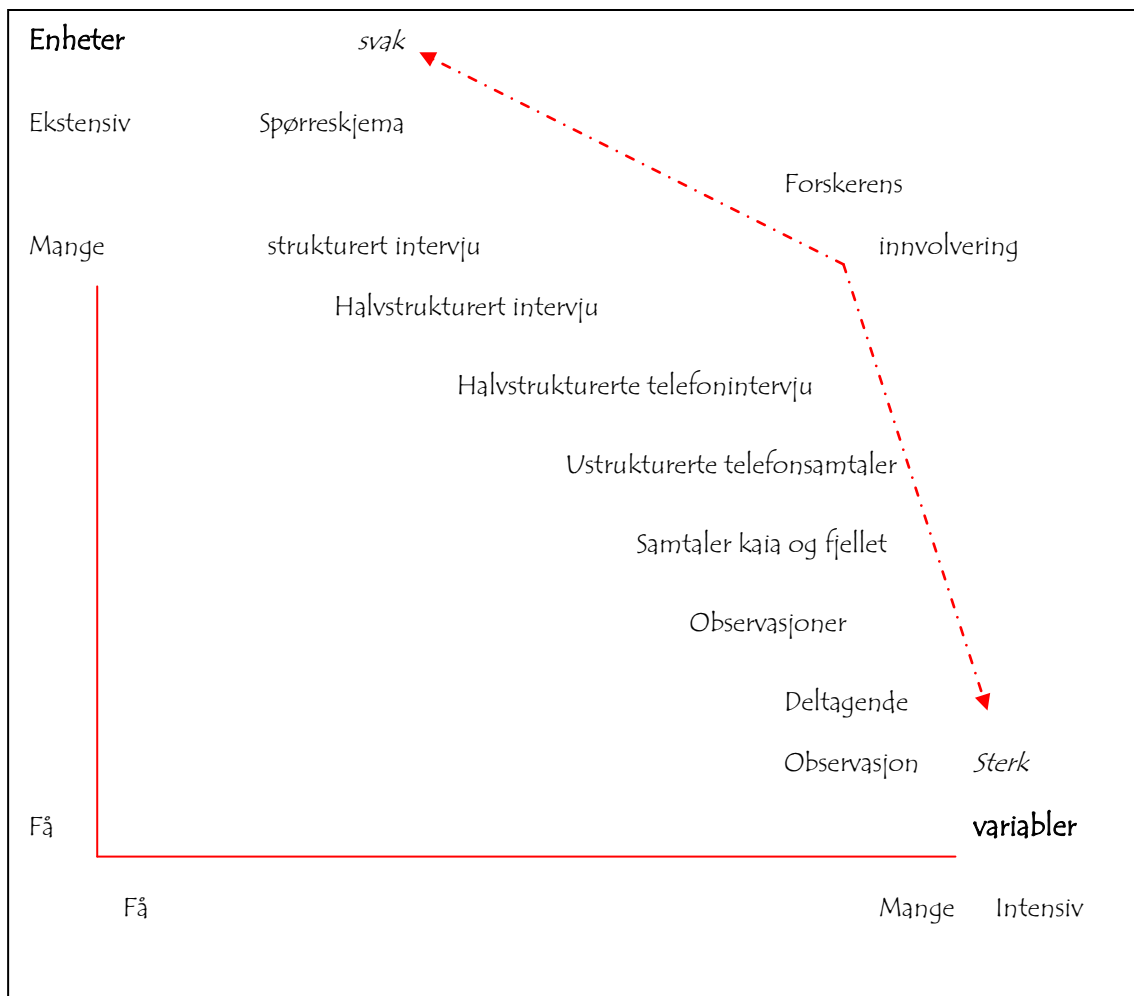 Enheter svak
Ekstensiv Spørreskjema
Forskerens
Mange strukturert intervju innvolvering
Halvstrukturert intervju
Halvstrukturerte telefonintervju
Ustrukturerte telefonsamtaler
Samtaler kaia og fjellet
Observasjoner
Deltagende
Observasjon Sterk
Få variabler
Få Mange Intensiv